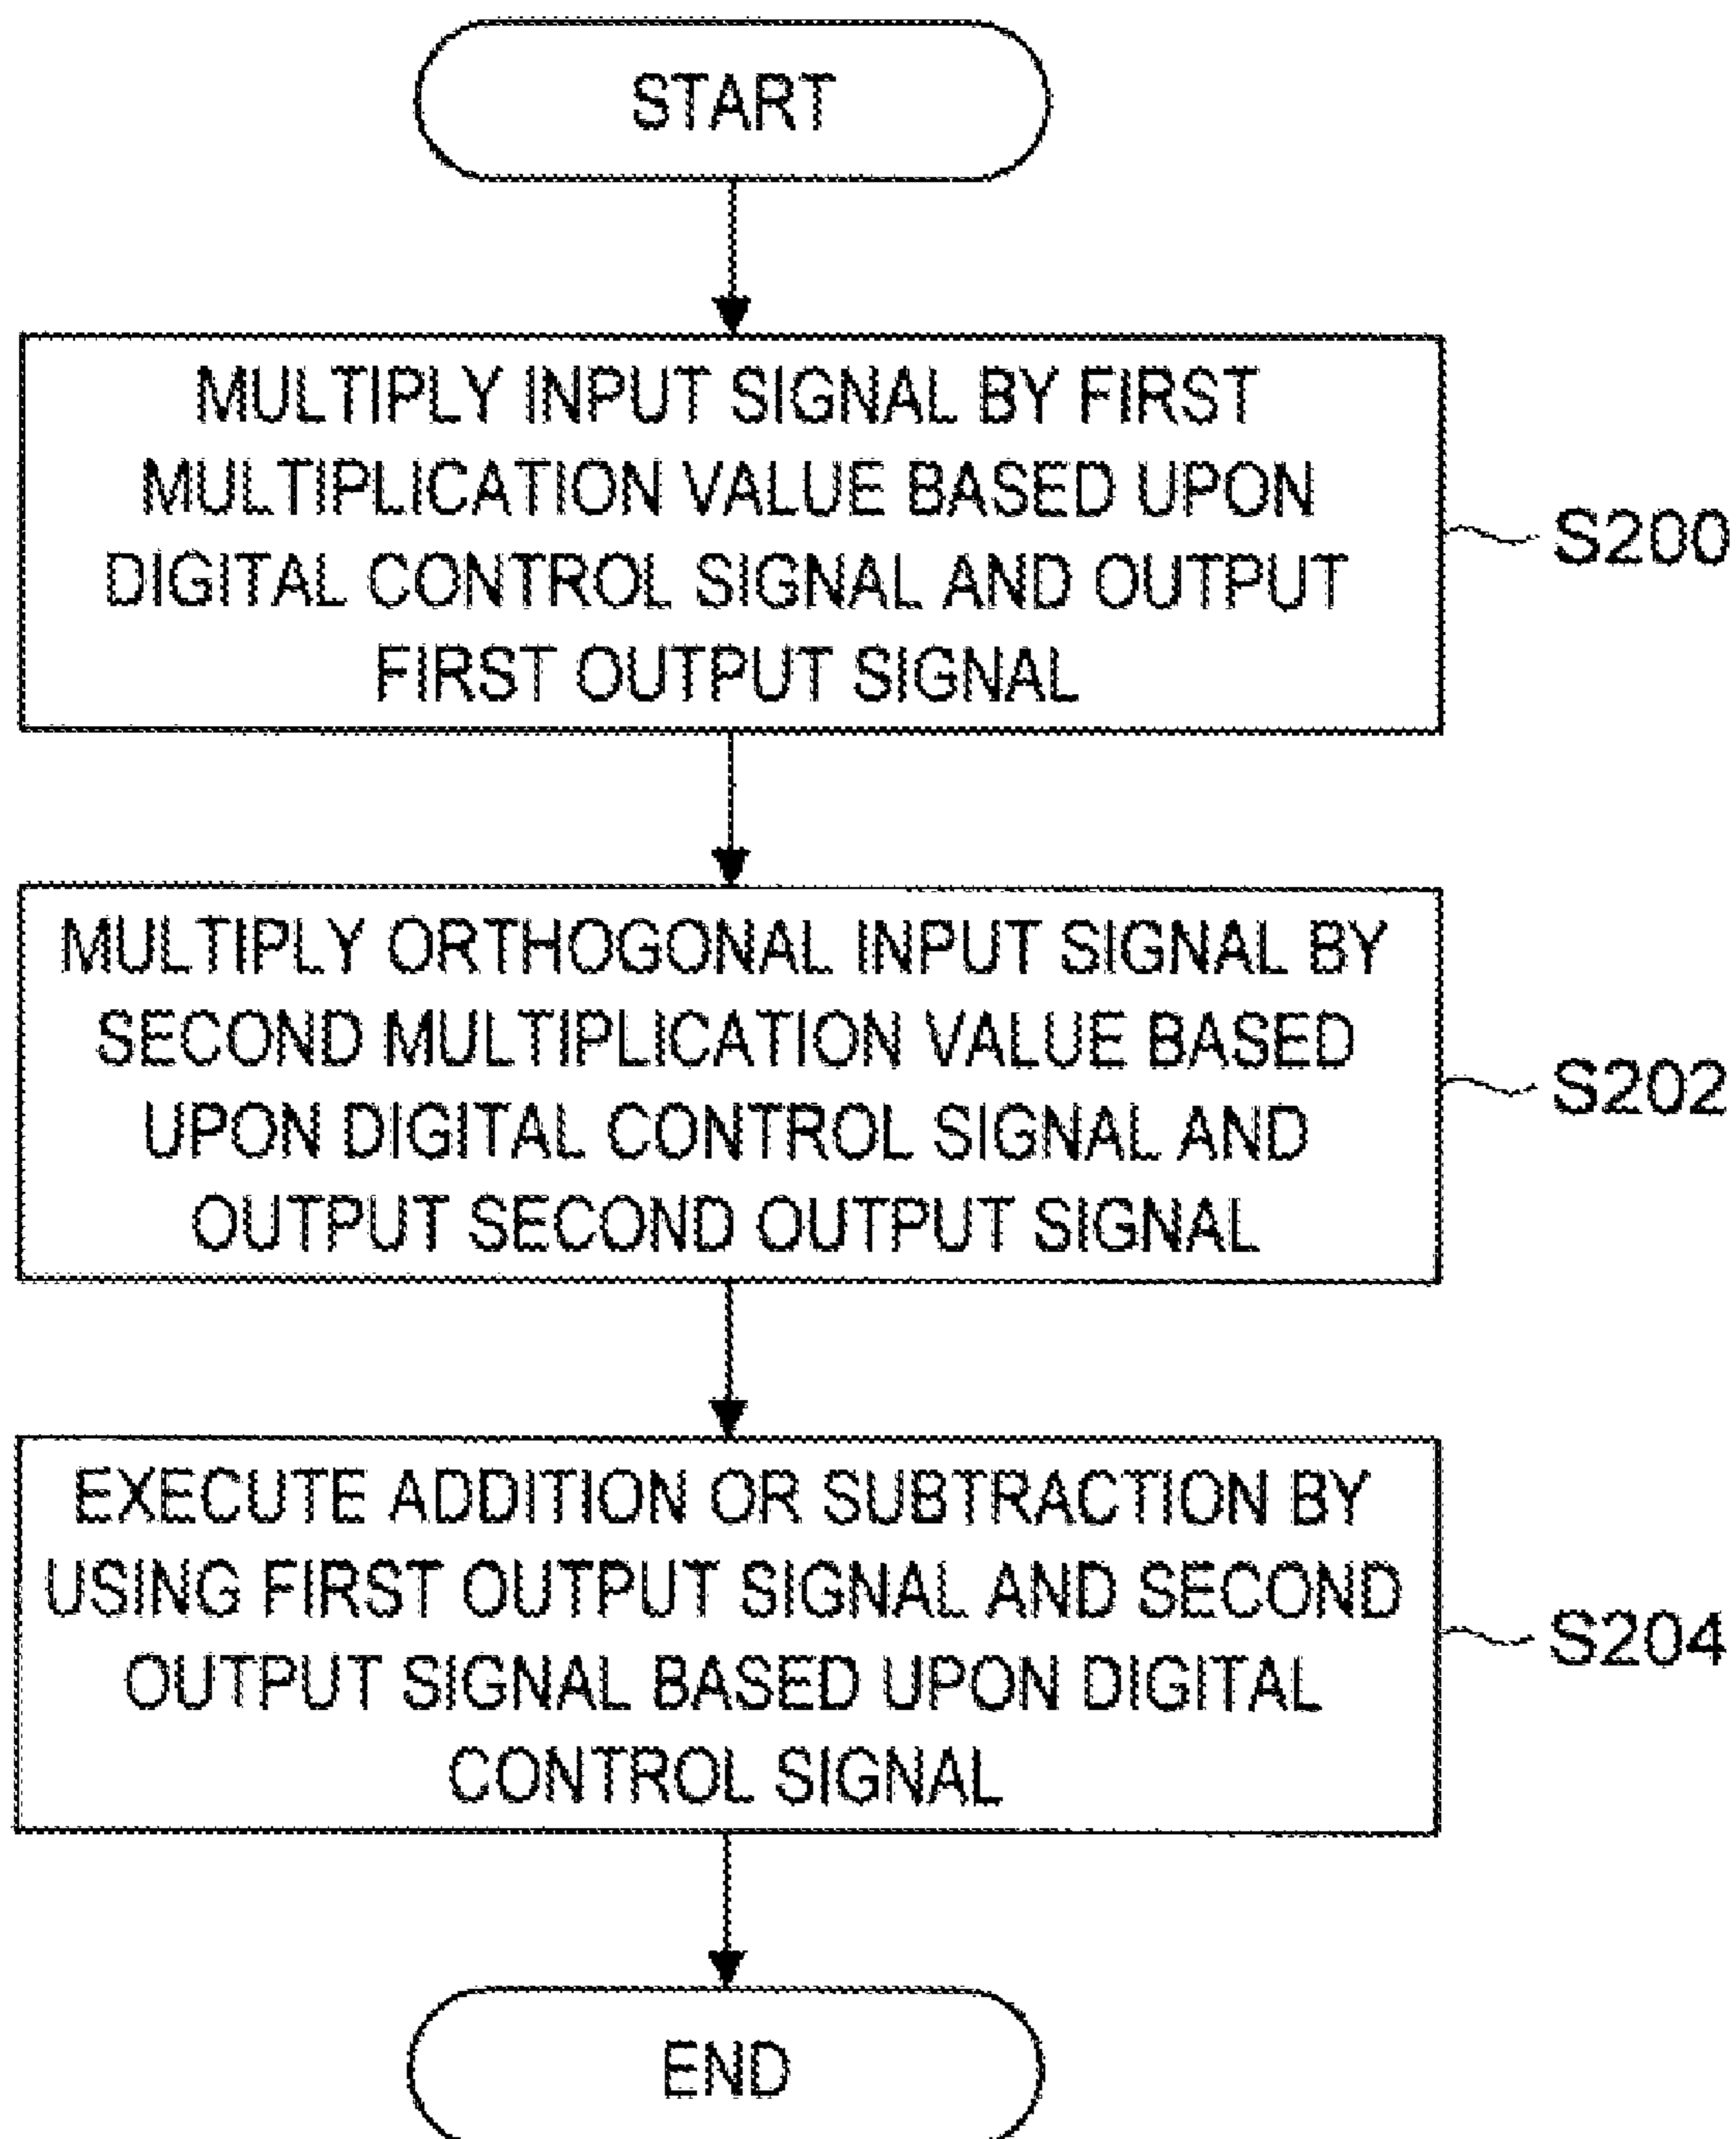 START
MULTIPLY INPUT SIGNAL BY FIRST
MULTIPLICATION VALUE BASED UPON
DIGITAL CONTROL SIGNAL AND OUTPUT
FIRST OUTPUT SIGNAL
S200
MULTIPLY ORTHOGONAL INPUT SIGNAL BY
SECOND MULTIPLICATION VALUE BASED
UPON DIGITAL CONTROL SIGNAL AND
OUTPUT SECOND OUTPUT SIGNAL
S202
EXECUTE ADDITION OR SUBTRACTION BY
USING FIRST OUTPUT SIGNAL AND SECOND
OUTPUT SIGNAL BASED UPON DIGITAL
CONTROL SIGNAL
S204
END